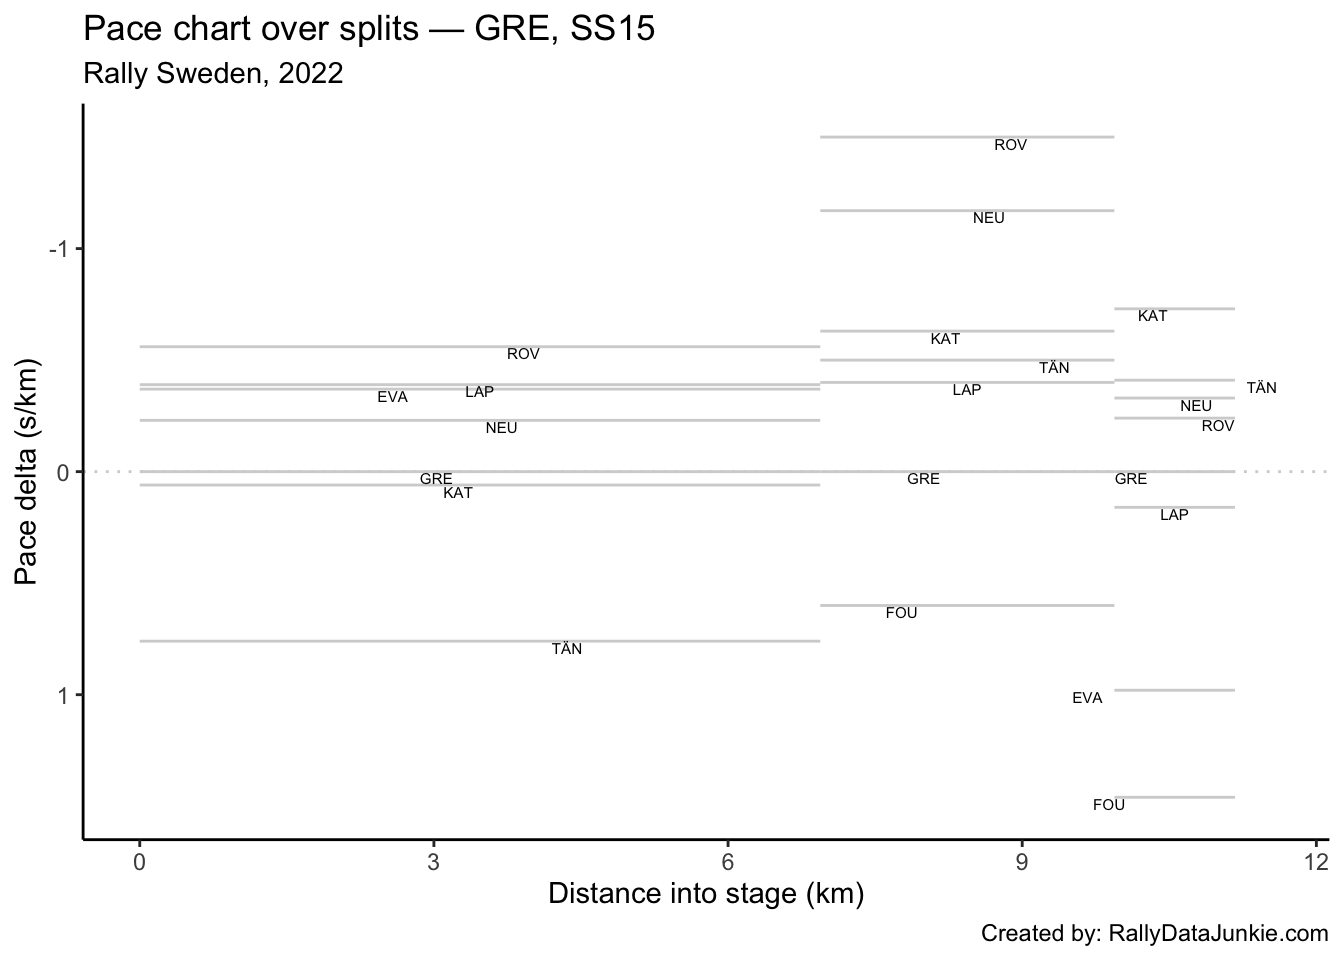 Pace chart over splits — GRE, SS15
Rally Sweden, 2022
Pace delta (s/km)
-1
0
1
ROV
NEU
KAT
KAT
ROV
TÄN
LAP
EVA
TÄN
LAP
NEU
NEU
ROV
GRE
GRE
GRE
KAT
LAP
FOU
TÄN
EVA
FOU
0 3 6 9 12
Distance into stage (km)
Created by: RallyDataJunkie.com